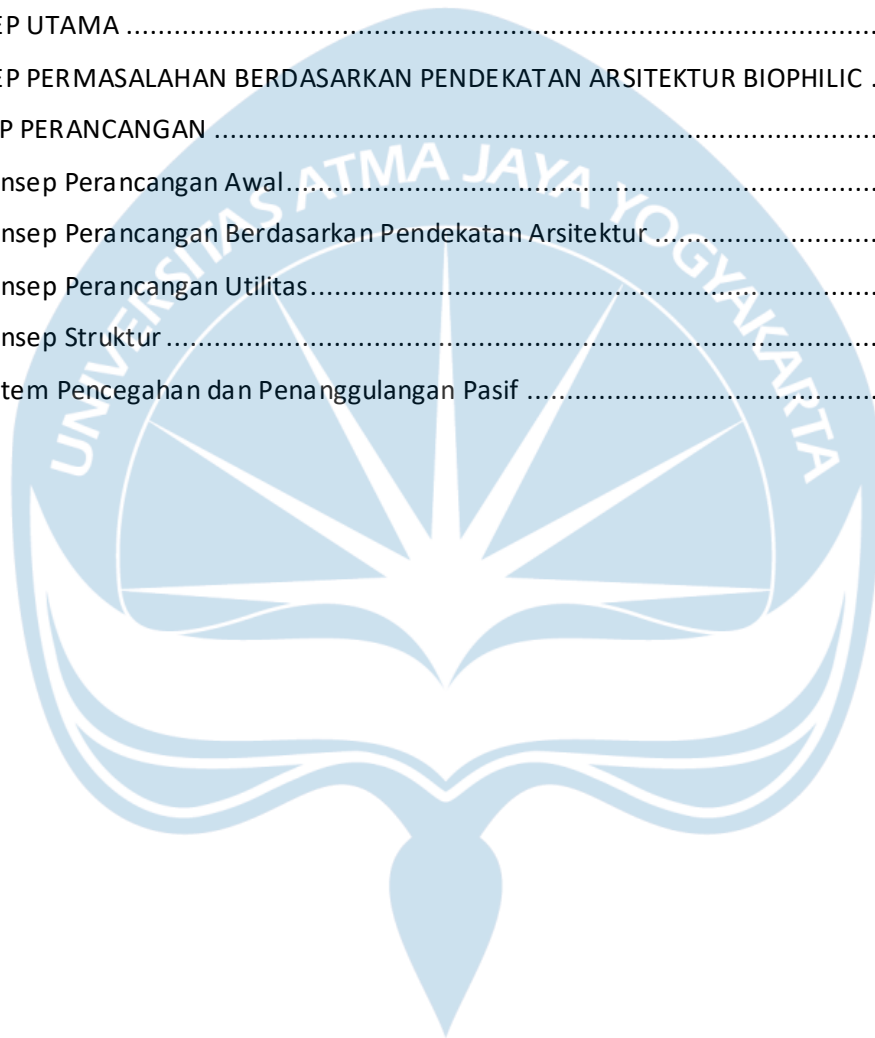 EP UTAMA ........................................................................................
EP PERMASALAHAN BERDASARKAN PENDEKATAN ARSITEKTUR BIOPHILIC .
P PERANCANGAN ..............................................................................
nsep Perancangan Awal......................................................................
nsep Perancangan Berdasarkan Pendekatan Arsitektur ...........................
nsep Perancangan Utilitas...................................................................
nsep Struktur .....................................................................................
tem Pencegahan dan Penanggulangan Pasif ..........................................
UNIVERSITAS ATMA JAYA YOGYAKARTA